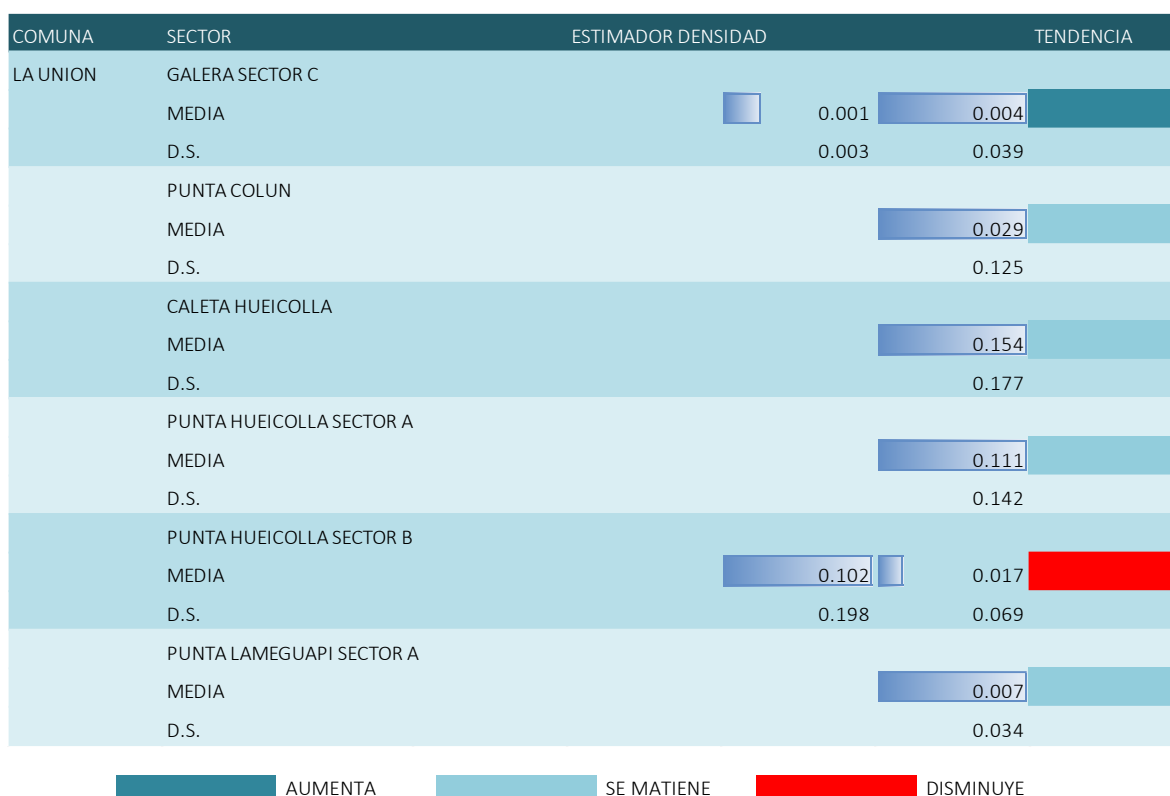 COMUNA SECTOR ESTIMADOR DENSIDAD TENDENCIA
LA UNION GALERA SECTOR C
MEDIA 0.001 0.004
D.S. 0.003 0.039
PUNTA COLUN
MEDIA 0.029
D.S. 0.125
CALETA HUEICOLLA
MEDIA 0.154
D.S. 0.177
PUNTA HUEICOLLA SECTOR A
MEDIA 0.111
D.S. 0.142
PUNTA HUEICOLLA SECTOR B
MEDIA 0.102 0.017
D.S. 0.198 0.069
PUNTA LAMEGUAPI SECTOR A
MEDIA 0.007
D.S. 0.034
AUMENTA SE MATIENE DISMINUYE